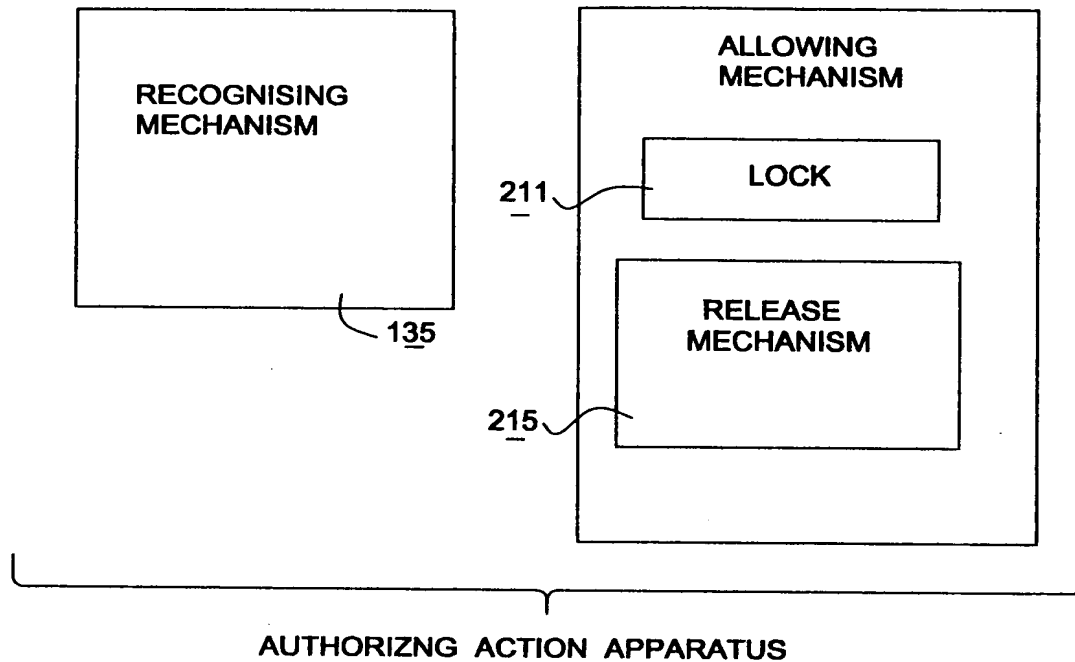 RECOGNISING
MECHANISM
135
ALLOWING
MECHANISM
LOCK
211
RELEASE
MECHANISM
215
AUTHORIZNG ACTION APPARATUS